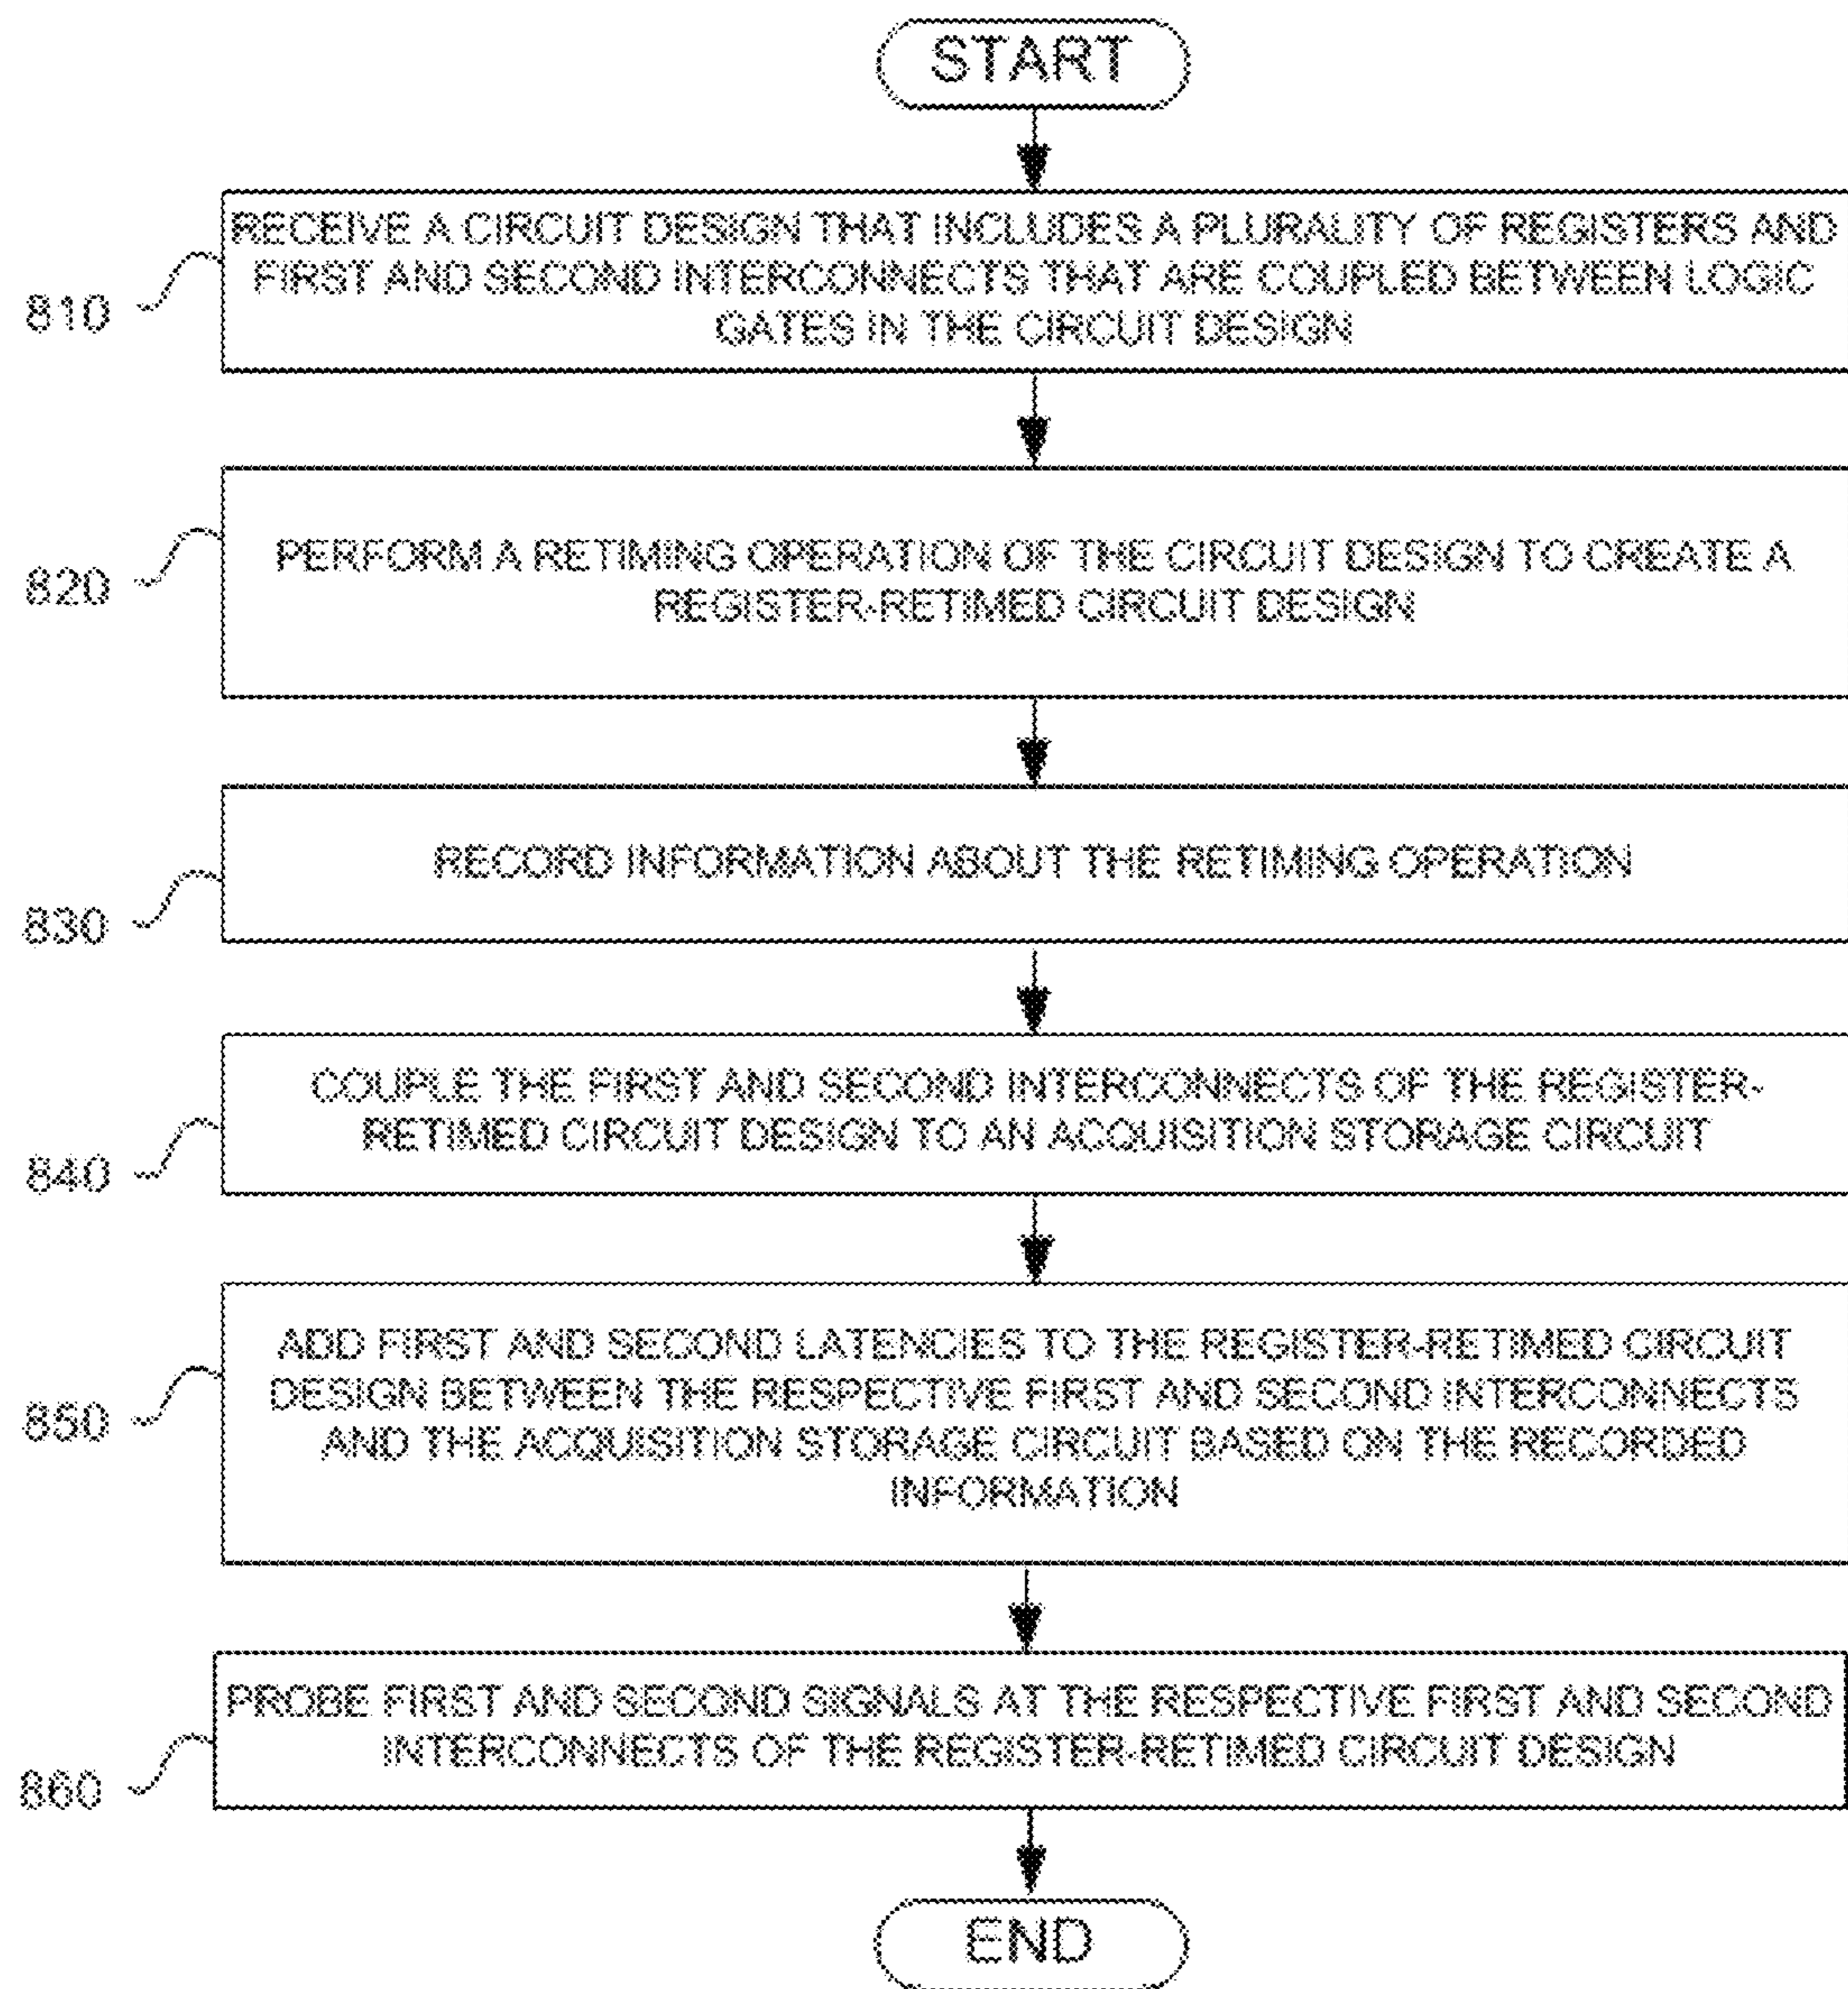 START
810
RECEIVE A CIRCUIT DESIGN THAT INCLUDES A PLURALITY OF REGISTERS AND
FIRST AND SECOND INTERCONNECTS THAT ARE COUPLED BETWEEN LOGIC
GATES IN THE CIRCUIT DESIGN
820
PERFORM A RETIMING OPERATION OF THE CIRCUIT DESIGN TO CREATE A
REGISTER-RETIMED CIRCUIT DESIGN
830
RECORD INFORMATION ABOUT THE RETIMING OPERATION
840
COUPLE THE FIRST AND SECOND INTERCONNECTS OF THE REGISTER-
RETIMED CIRCUIT DESIGN TO AN ACQUISITION STORAGE CIRCUIT
850
ADD FIRST AND SECOND LATENCIES TO THE REGISTER-RETIMED CIRCUIT
DESIGN BETWEEN THE RESPECTIVE FIRST AND SECOND INTERCONNECTS
AND THE ACQUISITION STORAGE CIRCUIT BASED ON THE RECORDED
INFORMATION
860
PROBE FIRST AND SECOND SIGNALS AT THE RESPECTIVE FIRST AND SECOND
INTERCONNECTS OF THE REGISTER-RETIMED CIRCUIT DESIGN
END